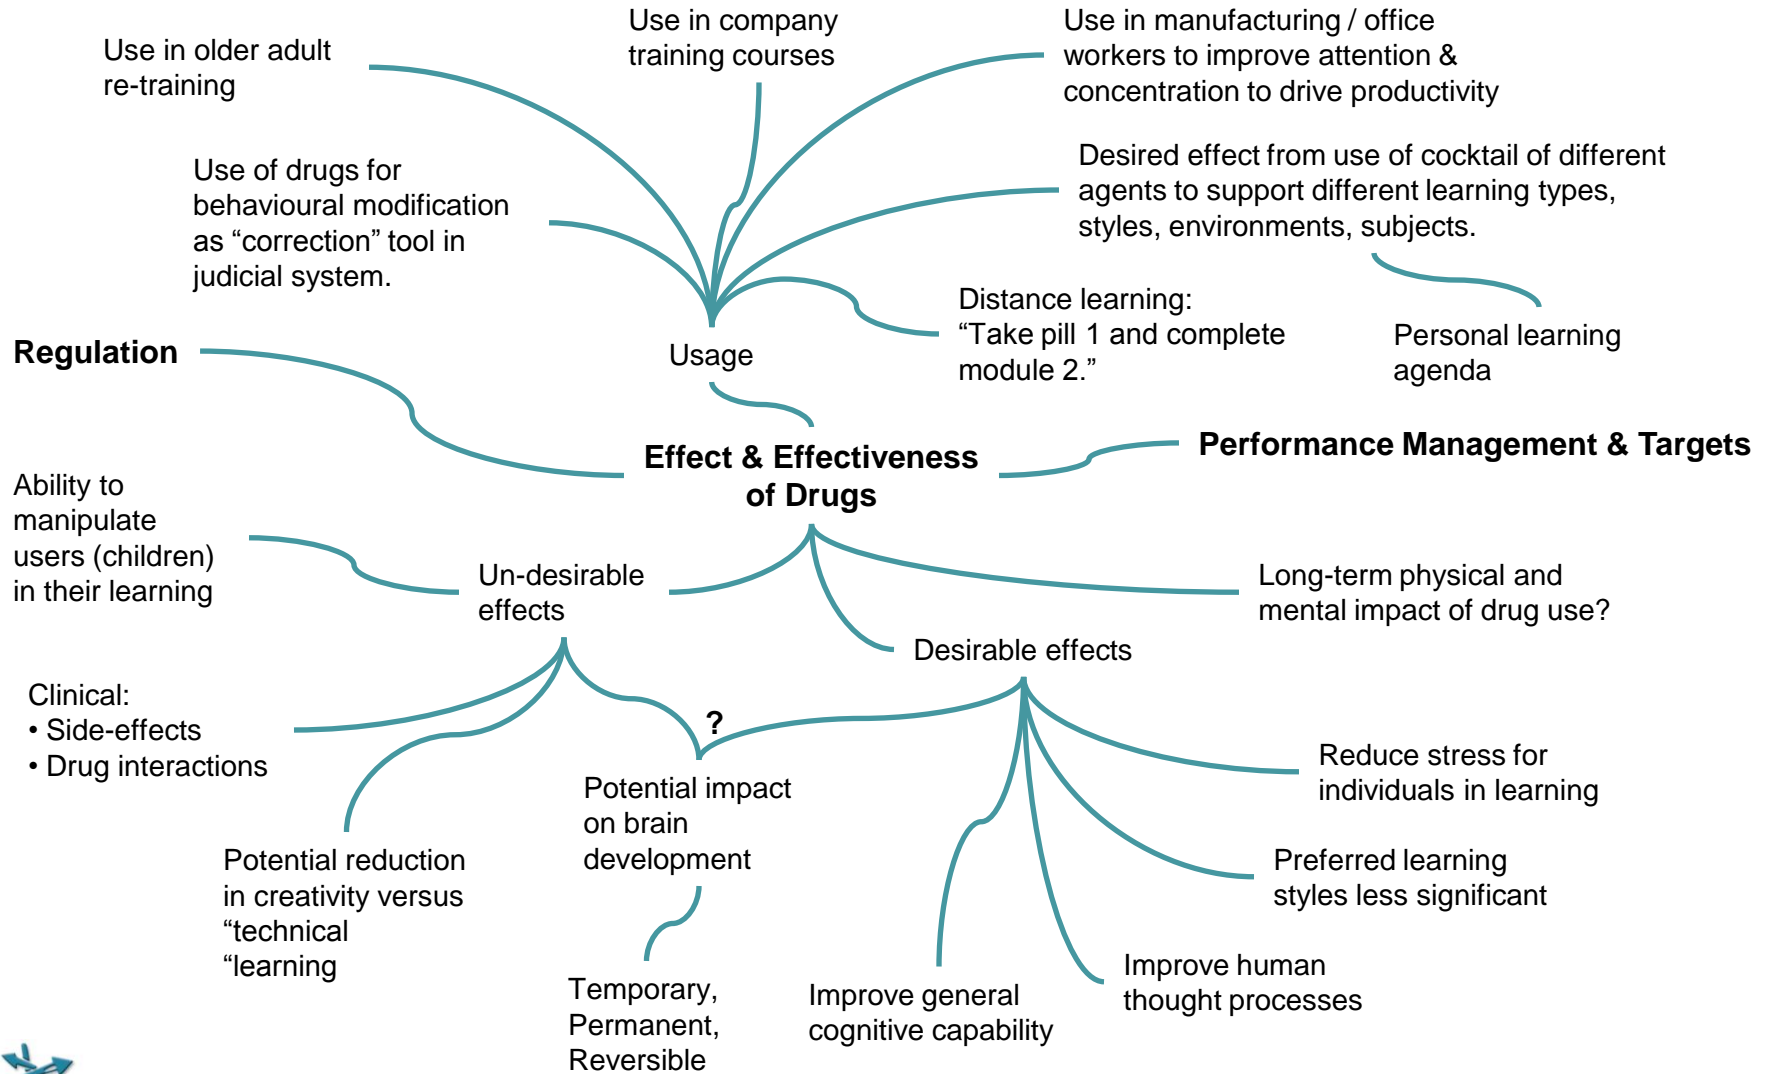 Use in company
training courses
Use in manufacturing / office
workers to improve attention &
concentration to drive productivity
Use in older adult
re-training
Desired effect from use of cocktail of different
agents to support different learning types,
styles, environments, subjects.
Use of drugs for
behavioural modification
as “correction” tool in
judicial system.
Distance learning:
“Take pill 1 and complete
module 2.”
Personal learning
agenda
Regulation
Usage
Effect & Effectiveness
of Drugs
Performance Management & Targets
Ability to
manipulate
users (children)
in their learning
Un-desirable
effects
Long-term physical and
mental impact of drug use?
Desirable effects
Clinical:
• Side-effects
• Drug interactions
?
Reduce stress for
individuals in learning
Potential impact
on brain
development
Potential reduction
in creativity versus
“technical
“learning
Preferred learning
styles less significant
Improve human
thought processes
Temporary,
Permanent,
Reversible
Improve general
cognitive capability